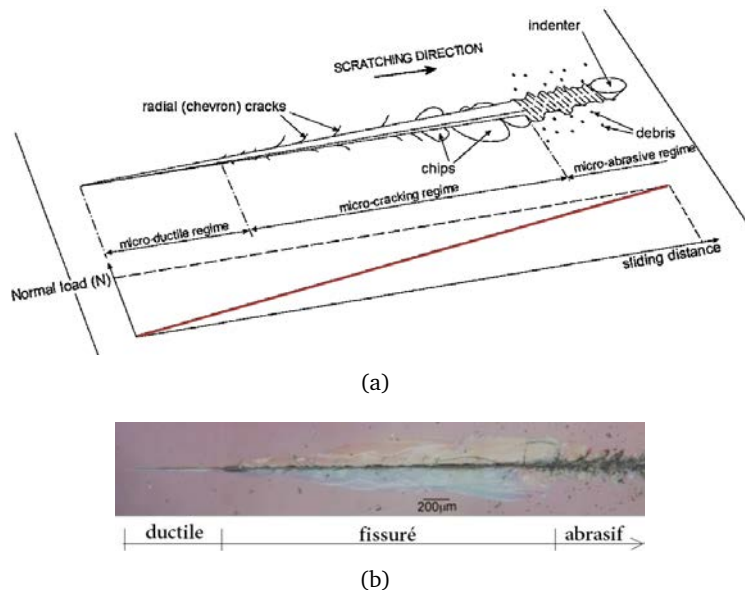 indenter
SCRATCHING DIRECTION
radial (chevron) cracks
debris
chips
micro-abrasive regime
micro-cracking regime
micro-ductile regime
Normal load (N)
sliding distance
(a)
200µm
ductile
fissuré
abrasif
(b)